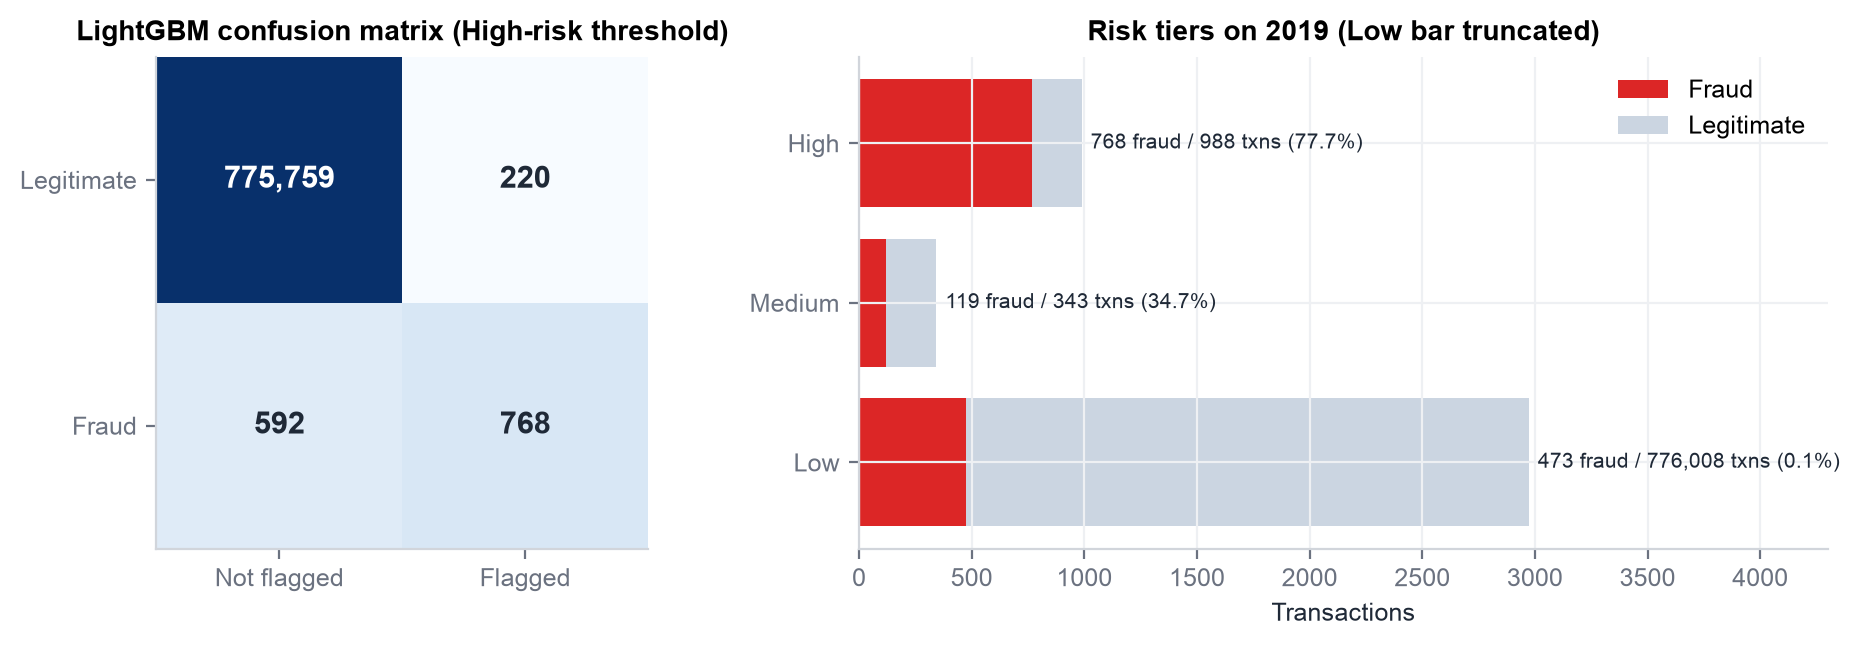 LightGBM confusion matrix (High-risk threshold)
Legitimate
775,759
220
Fraud
592
768
Not flagged
Flagged
Risk tiers on 2019 (Low bar truncated)
Fraud
Legitimate
High
768 fraud / 988 txns (77.7%)
Medium
119 fraud / 343 txns (34.7%)
Low
473 fraud / 776,008 txns (0.1%)
0 500 1000 1500 2000 2500 3000 3500 4000
Transactions